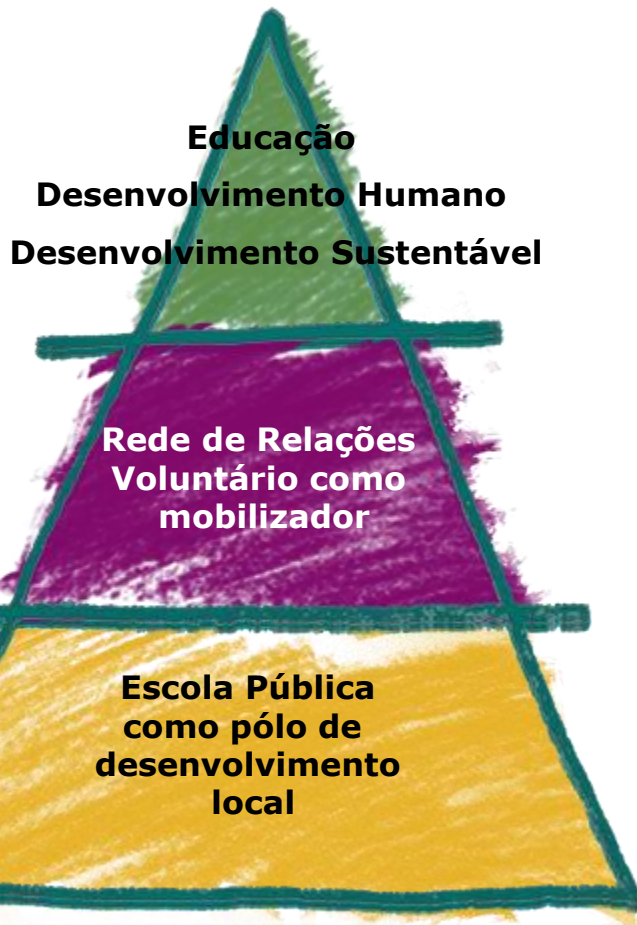 Educação
Desenvolvimento Humano
Desenvolvimento Sustentável
Rede de Relações
Voluntário como
mobilizador
Escola Pública
como pólo de
desenvolvimento
local